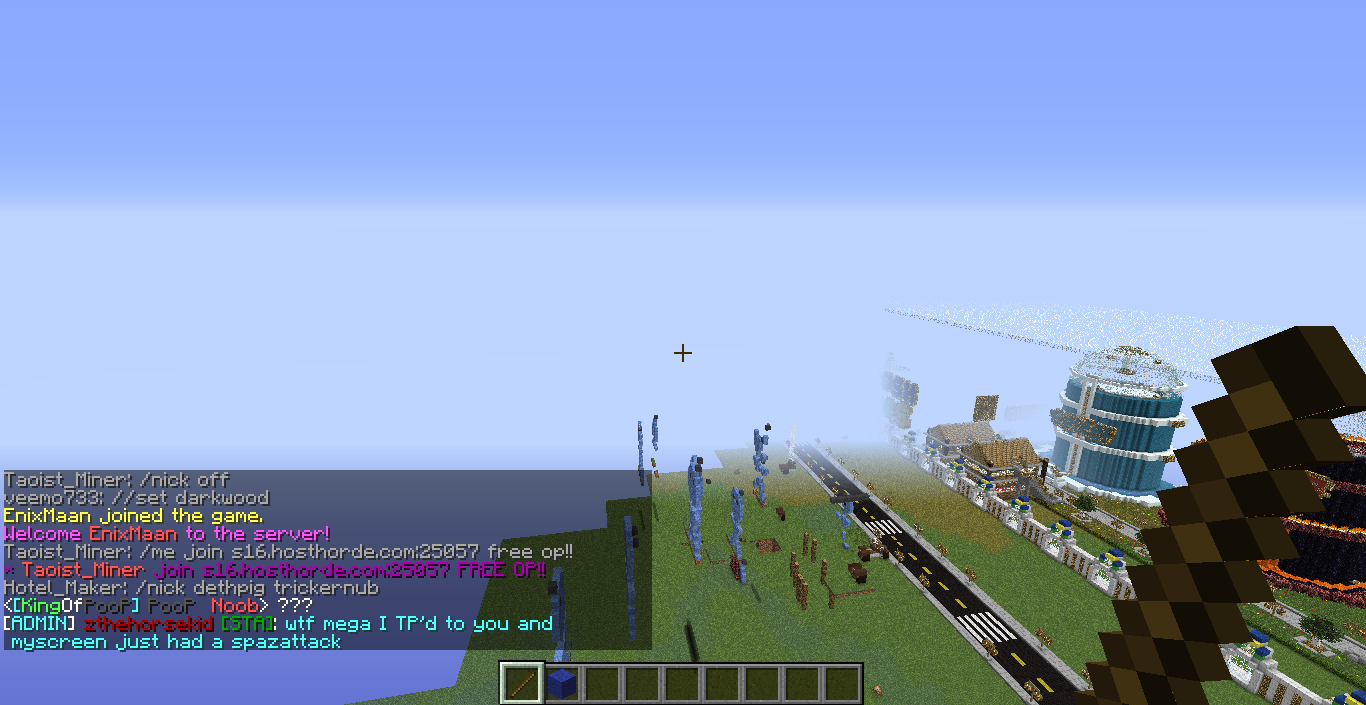 Taoist_Miner: /nick off
veemo733: //set darkwood
EnixMaan joined the game.
Welcome EnixMaan to the server!
Taoist_Miner: /me join s16.hosthorde.com:25057 free op!!
* Taoist_Miner join s16.hosthorde.com:25057 FREE OP!!
Hotel_Maker: /nick dethpig trickernub
<[KingOfPooP] PooP Noob> ???
[ADMIN] zthehorsekid [STA]: wtf mega I TP'd to you and
myscreen just had a spazattack